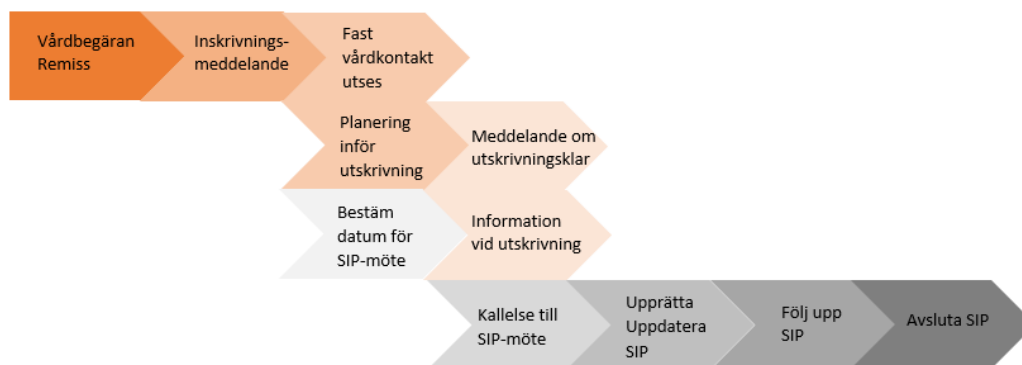 Vårdbegäran
Remiss
Inskrivnings-
meddelande
Fast
vårdkontakt
utses
Planering
inför
utskrivning
Meddelande om
utskrivningsklar
Bestäm
datum för
SIP-möte
Information
vid utskrivning
Kallelse till
SIP-möte
Upprätta
Uppdatera
SIP
Följ upp
SIP
Avsluta SIP